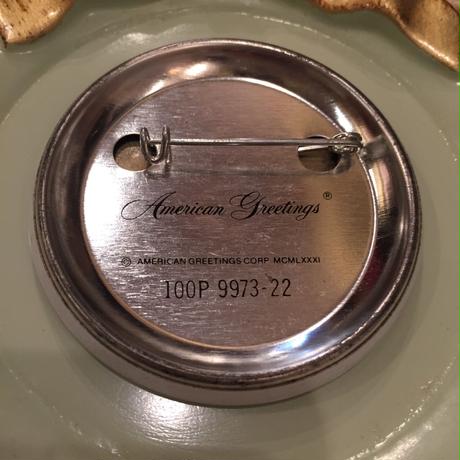 American Greetings®
© AMERICAN GREETINGS CORP MCMLXXXI
100P 9973-22